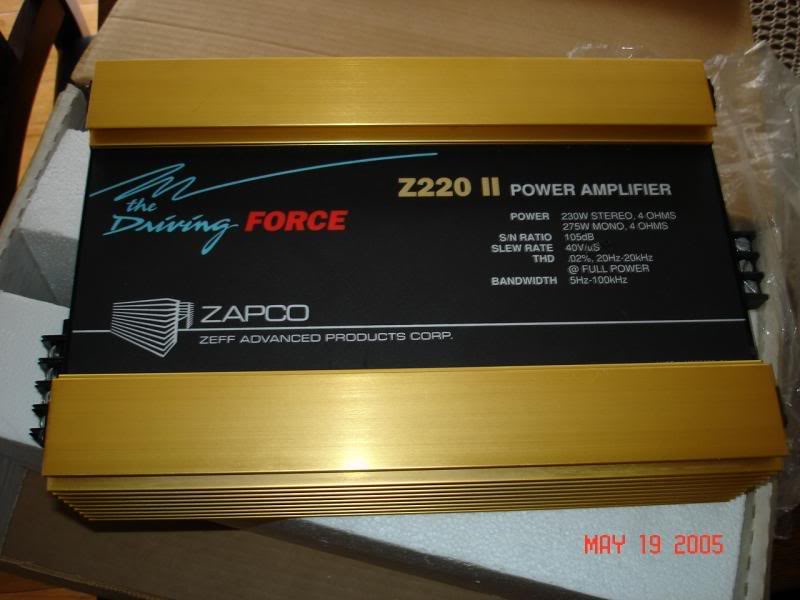 the
Driving FORCE
Z220 II POWER AMPLIFIER
POWER 230W STEREO, 4 OHMS
275W MONO, 4 OHMS
S/N RATIO 105dB
SLEW RATE 40V/uS
THD .02%, 20Hz-20kHz
@ FULL POWER
BANDWIDTH 5Hz-100kHz
ZAPCO
ZEFF ADVANCED PRODUCTS CORP.
MAY 19 2005